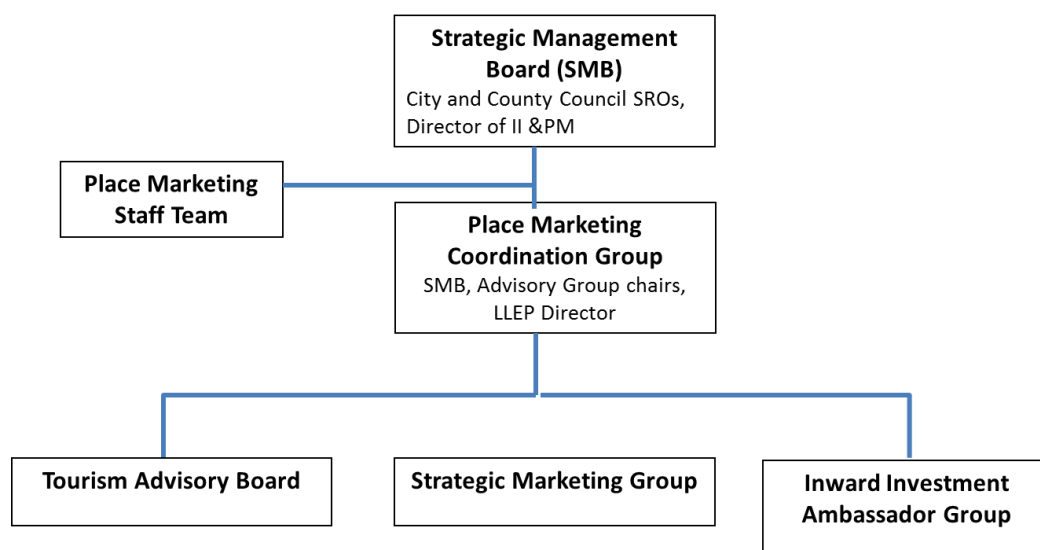 Strategic Management
Board (SMB)
City and County Council SROs,
Director of II &PM
Place Marketing
Staff Team
Place Marketing
Coordination Group
SMB, Advisory Group chairs,
LLEP Director
Tourism Advisory Board
Strategic Marketing Group
Inward Investment
Ambassador Group